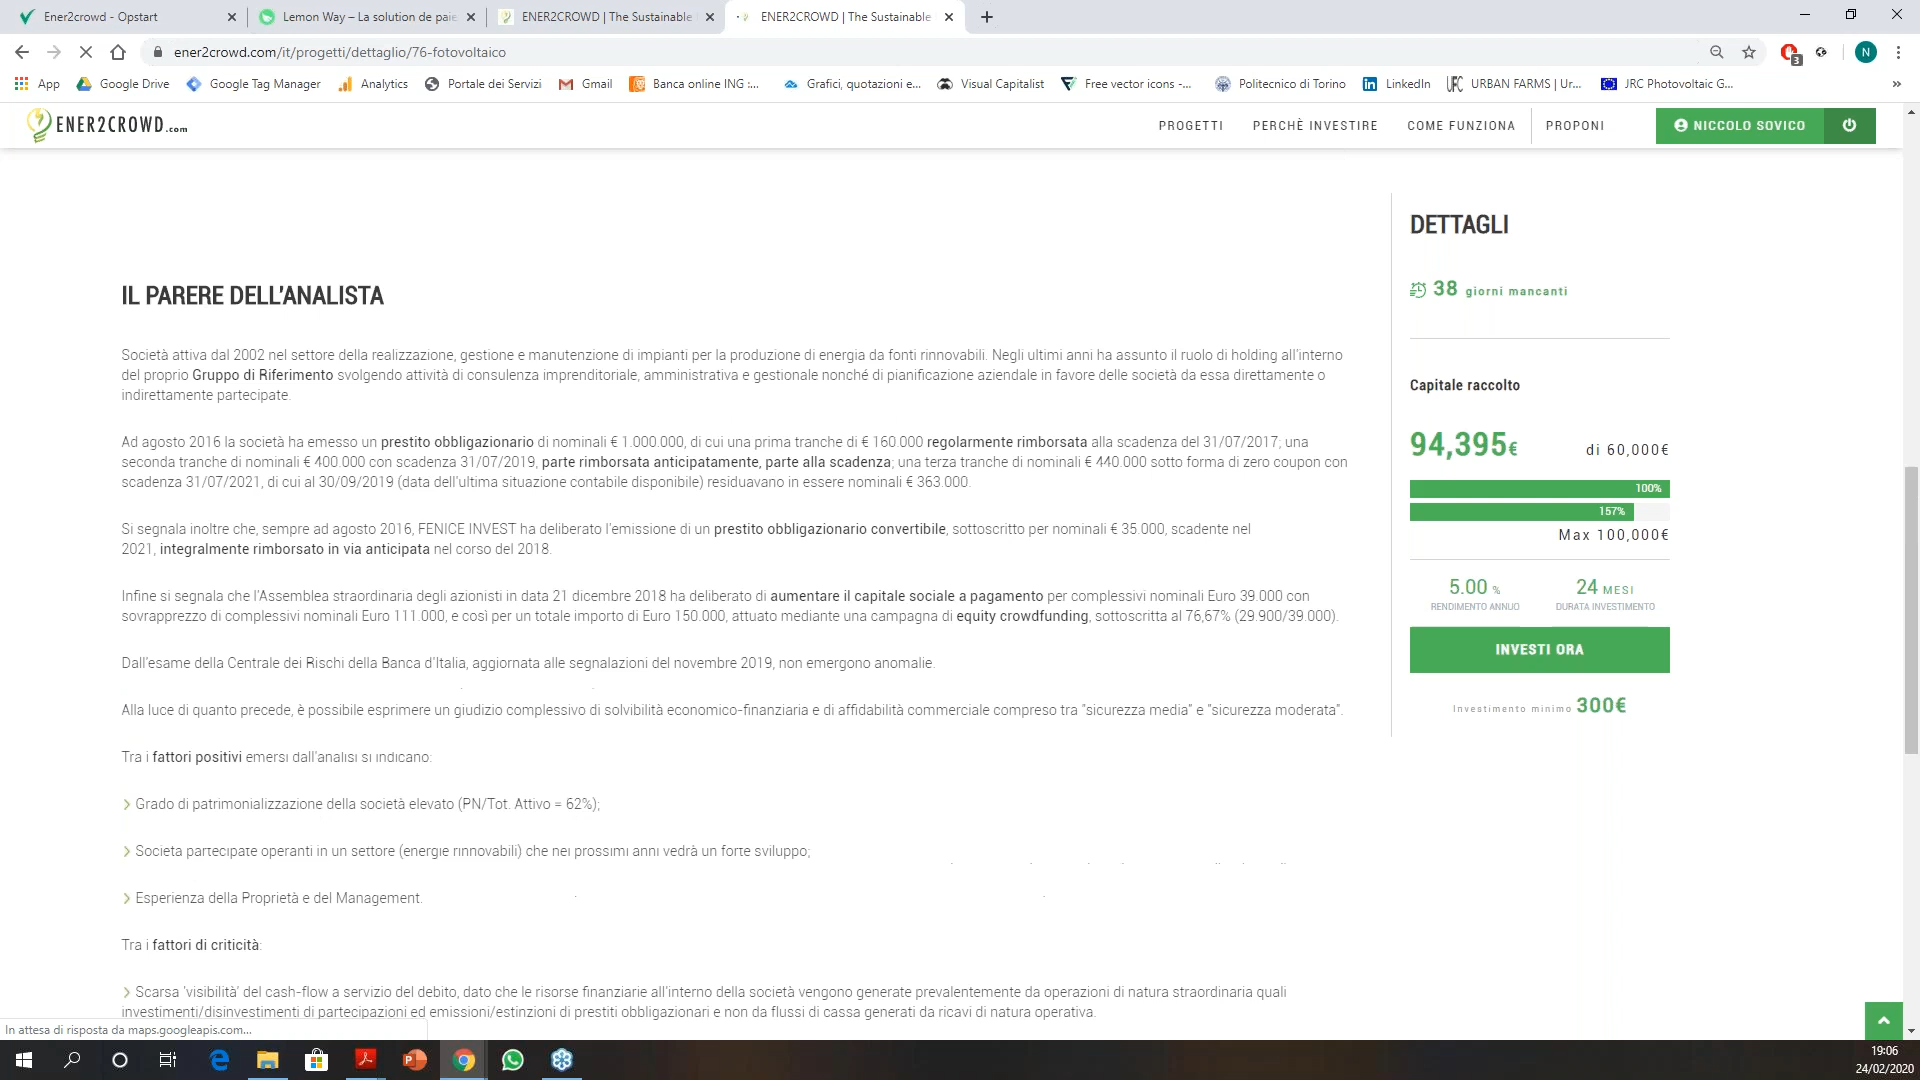 Ener2crowd - Opstart
Lemon Way – La solution de paie
ENER2CROWD | The Sustainable
ENER2CROWD | The Sustainable
ener2crowd.com/it/progetti/dettaglio/76-fotovoltaico
3
N
App
Google Drive
Google Tag Manager
Analytics
Portale dei Servizi
Gmail
Banca online ING :...
Grafici, quotazioni e...
Visual Capitalist
Free vector icons -...
Politecnico di Torino
LinkedIn
URBAN FARMS | Ur...
JRC Photovoltaic G...
»
ENER2CROWD.com
PROGETTI
PERCHÈ INVESTIRE
COME FUNZIONA
PROPONI
NICCOLO SOVICO
IL PARERE DELL'ANALISTA
Società attiva dal 2002 nel settore della realizzazione, gestione e manutenzione di impianti per la produzione di energia da fonti rinnovabili. Negli ultimi anni ha assunto il ruolo di holding all'interno
del proprio Gruppo di Riferimento svolgendo attività di consulenza imprenditoriale, amministrativa e gestionale nonché di pianificazione aziendale in favore delle società da essa direttamente o
indirettamente partecipate.
Ad agosto 2016 la società ha emesso un prestito obbligazionario di nominali € 1.000.000, di cui una prima tranche di € 160.000 regolarmente rimborsata alla scadenza del 31/07/2017; una
seconda tranche di nominali € 400.000 con scadenza 31/07/2019, parte rimborsata anticipatamente, parte alla scadenza; una terza tranche di nominali € 440.000 sotto forma di zero coupon con
scadenza 31/07/2021, di cui al 30/09/2019 (data dell'ultima situazione contabile disponibile) residuavano in essere nominali € 363.000.
Si segnala inoltre che, sempre ad agosto 2016, FENICE INVEST ha deliberato l'emissione di un prestito obbligazionario convertibile, sottoscritto per nominali € 35.000, scadente nel
2021, integralmente rimborsato in via anticipata nel corso del 2018.
Infine si segnala che l'Assemblea straordinaria degli azionisti in data 21 dicembre 2018 ha deliberato di aumentare il capitale sociale a pagamento per complessivi nominali Euro 39.000 con
sovrapprezzo di complessivi nominali Euro 111.000, e così per un totale importo di Euro 150.000, attuato mediante una campagna di equity crowdfunding, sottoscritta al 76,67% (29.900/39.000).
Dall'esame della Centrale dei Rischi della Banca d'Italia, aggiornata alle segnalazioni del novembre 2019, non emergono anomalie.
Alla luce di quanto precede, è possibile esprimere un giudizio complessivo di solvibilità economico-finanziaria e di affidabilità commerciale compreso tra "sicurezza media" e "sicurezza moderata".
Tra i fattori positivi emersi dall'analisi si indicano:
Grado di patrimonializzazione della società elevato (PN/Tot. Attivo = 62%);
Società partecipate operanti in un settore (energie rinnovabili) che nei prossimi anni vedrà un forte sviluppo;
Esperienza della Proprietà e del Management.
Tra i fattori di criticità:
Scarsa 'visibilità' del cash-flow a servizio del debito, dato che le risorse finanziarie all'interno della società vengono generate prevalentemente da operazioni di natura straordinaria quali
investimenti/disinvestimenti di partecipazioni ed emissioni/estinzioni di prestiti obbligazionari e non da flussi di cassa generati da ricavi di natura operativa.
DETTAGLI
38 giorni mancanti
Capitale raccolto
94,395€ di 60,000€
100%
157%
Max 100,000€
5.00 % 24 MESI
RENDIMENTO ANNUO DURATA INVESTIMENTO
INVESTI ORA
Investimento minimo 300€
In attesa di risposta da maps.googleapis.com...
19:06
24/02/2020